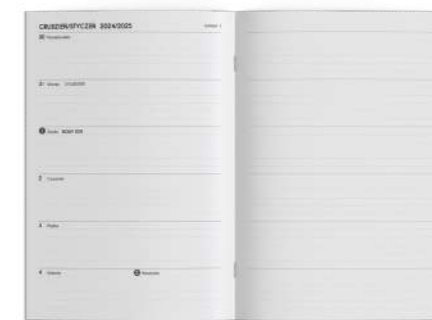 GRUDZIEŃ/STYCZEŃ 2024/2025
30 Poniedziałek
31 Wtorek SYLWESTER
1 Środa NOWY ROK
2 Czwartek
3 Piątek
4 Sobota 5 Niedziela